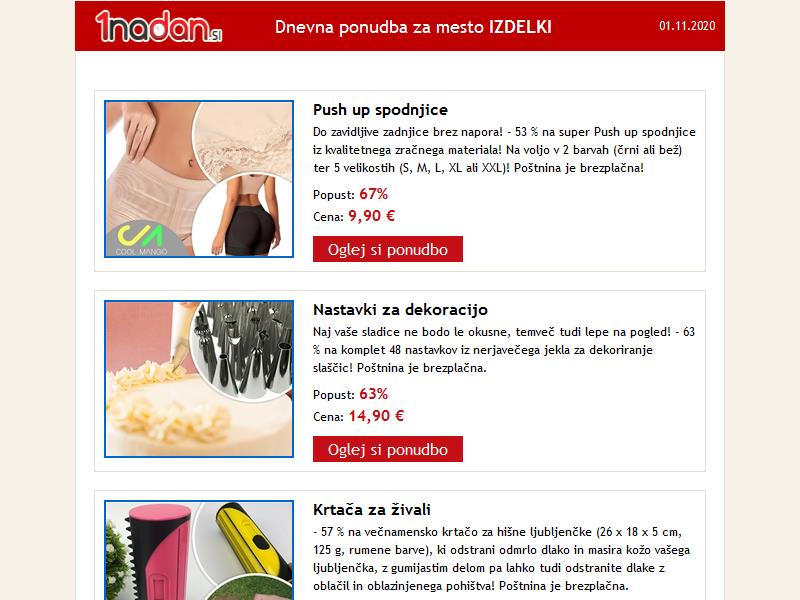 1nadan.si
Dnevna ponudba za mesto IZDELKI
01.11.2020
Push up spodnjice
Do zavidljive zadnjice brez napora! - 53 % na super Push up spodnjice
iz kvalitetnega zračnega materiala! Na voljo v 2 barvah (črni ali bež)
ter 5 velikostih (S, M, L, XL ali XXL)! Poštnina je brezplačna!
Popust: 67%
Cena: 9,90 €
COOL MANGO
Oglej si ponudbo
Nastavki za dekoracijo
Naj vaše sladice ne bodo le okusne, temveč tudi lepe na pogled! - 63
% na komplet 48 nastavkov iz nerjavečega jekla za dekoriranje
slaščic! Poštnina je brezplačna.
Popust: 63%
Cena: 14,90 €
Oglej si ponudbo
Krtača za živali
- 57 % na večnamensko krtačo za hišne ljubljenčke (26 x 18 x 5 cm,
125 g, rumene barve), ki odstrani odmrlo dlako in masira kožo vašega
ljubljenčka, z gumijastim delom pa lahko tudi odstranite dlake z
oblačil in oblazinjenega pohištva! Poštnina je brezplačna.